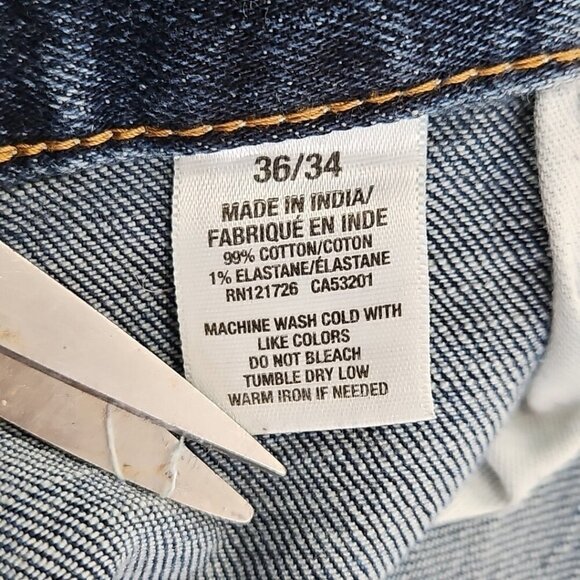 36/34
MADE IN INDIA/
FABRIQUÉ EN INDE
99% COTTON/COTON
1% ELASTANE/ÉLASTANE
RN121726 CA53201
MACHINE WASH COLD WITH
LIKE COLORS
DO NOT BLEACH
TUMBLE DRY LOW
WARM IRON IF NEEDED